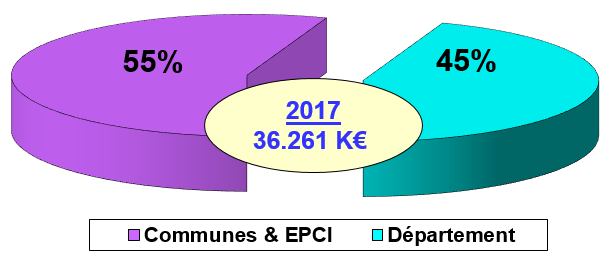 55%
45%
2017
36.261 K€
Communes & EPCI
Département